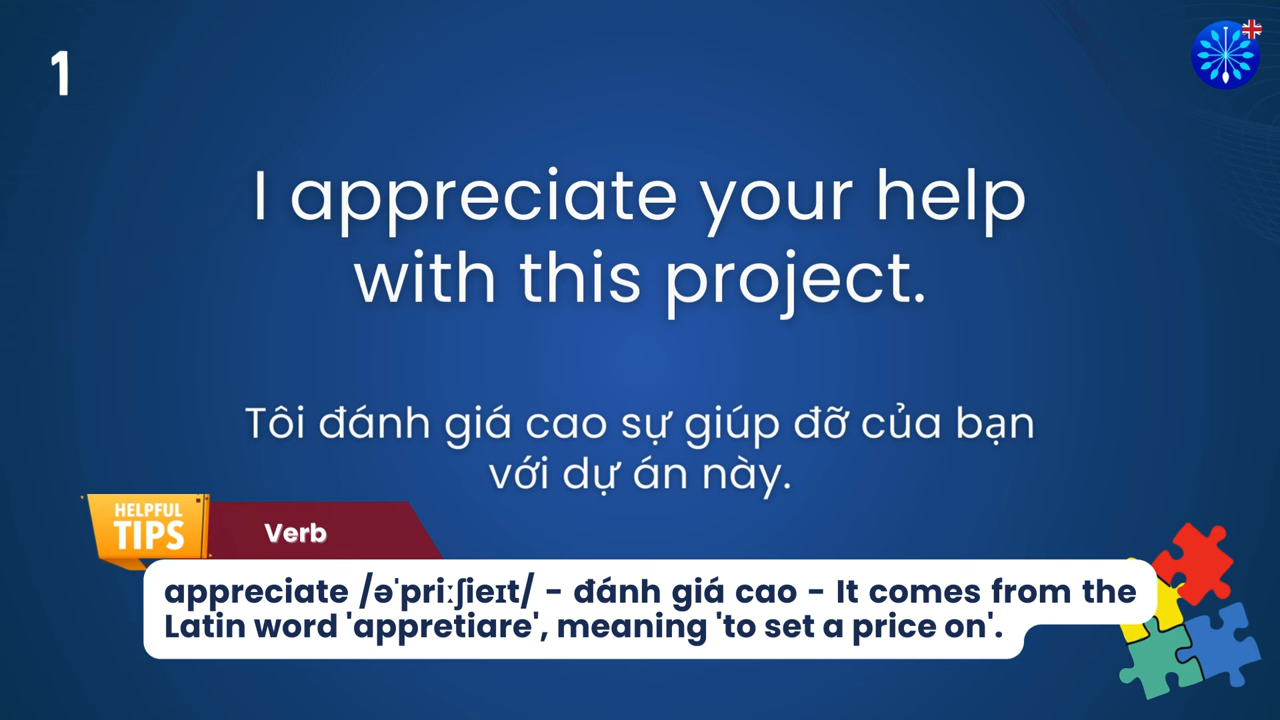 1
I appreciate your help
with this project.
Tôi đánh giá cao sự giúp đỡ của bạn
với dự án này.
HELPFUL
TIPS
Verb
appreciate /əˈpriːʃieɪt/ - đánh giá cao - It comes from the
Latin word 'appretiare', meaning 'to set a price on'.